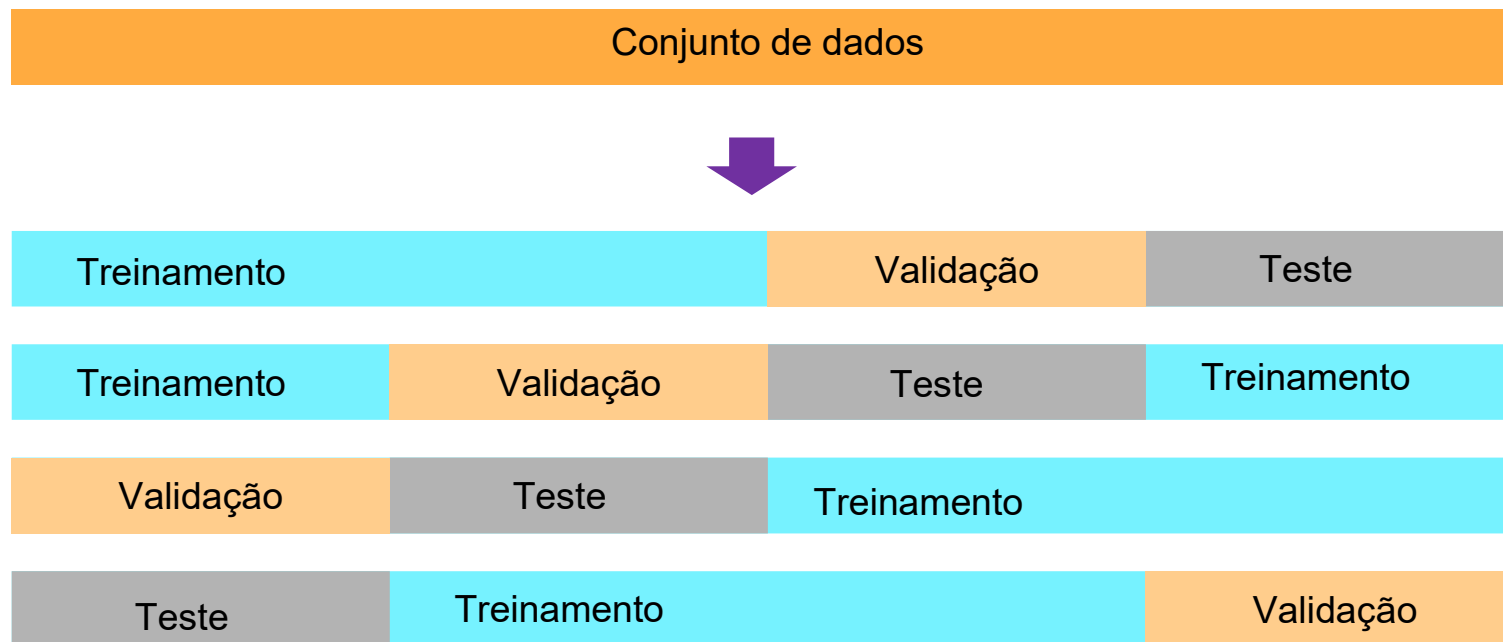 Conjunto de dados
Treinamento Validação Teste
Treinamento Validação Teste Treinamento
Validação Teste Treinamento
Teste Treinamento Validação